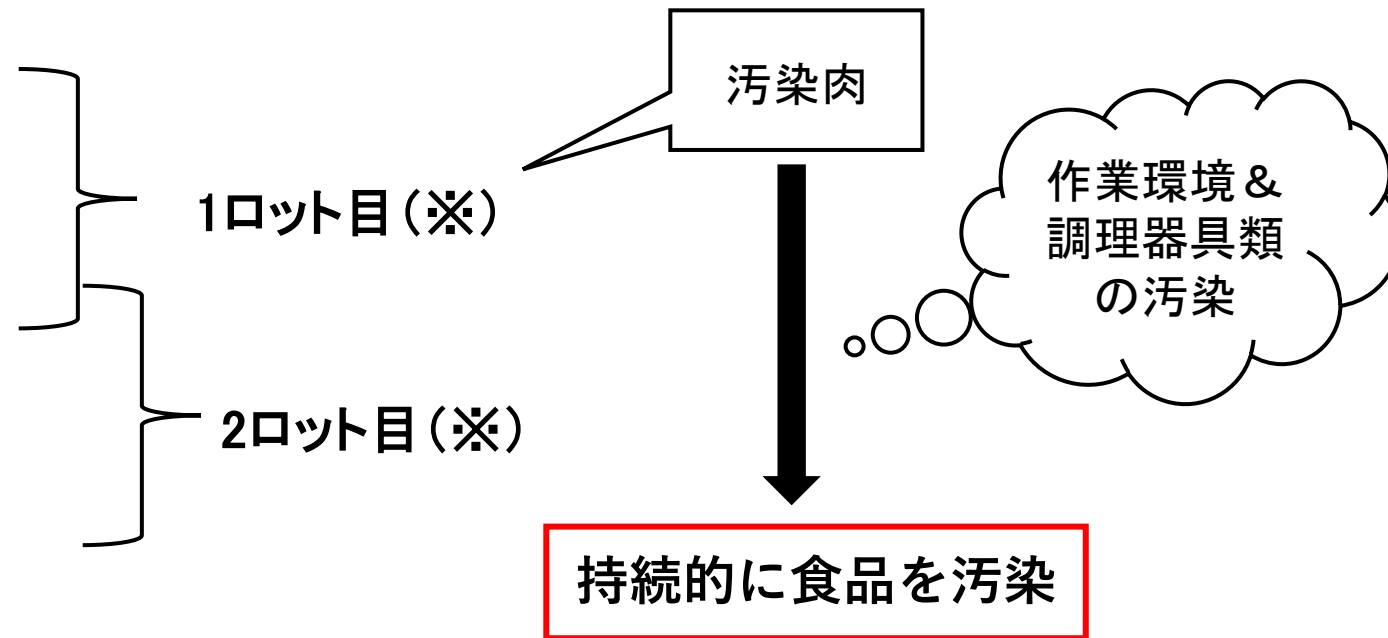 汚染肉
作業環境&
調理器具類
の汚染
1ロット目(※)
2ロット目(※)
持続的に食品を汚染